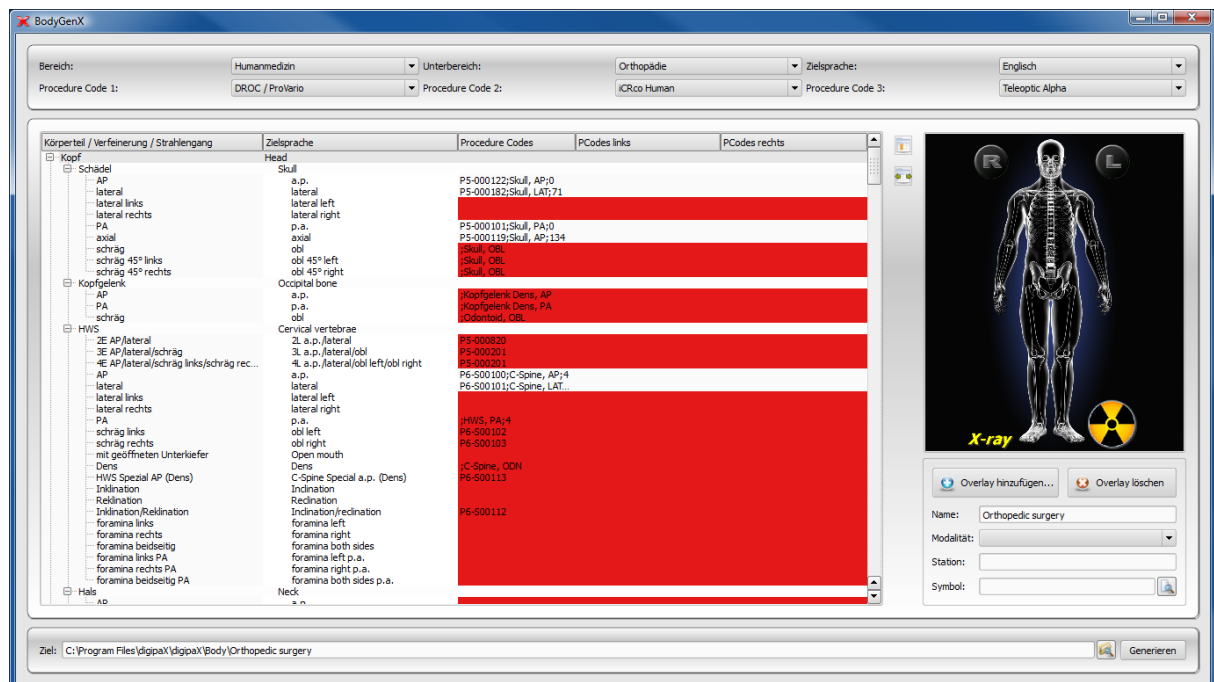 BodyGenX
Bereich: Humanmedizin Unterbereich: Orthopädie Zielsprache: Englisch
Procedure Code 1: DROC / ProVario Procedure Code 2: iCRco Human Procedure Code 3: Teleoptic Alpha
Körperteil / Verfeinerung / Strahlengang Zielsprache Procedure Codes PCodes links PCodes rechts
Kopf Head
Schädel Skull
AP a.p. P5-000122;Skull, AP;0
lateral lateral P5-000182;Skull, LAT;71
lateral links lateral left
lateral rechts lateral right
PA p.a. P5-000101;Skull, PA;0
axial axial P5-000119;Skull, AP;134
schräg obl ;Skull, OBL
schräg 45° links obl 45° left ;Skull, OBL
schräg 45° rechts obl 45° right ;Skull, OBL
Kopfgelenk Occipital bone
AP a.p. ;Kopfgelenk Dens, AP
PA p.a. ;Kopfgelenk Dens, PA
schräg obl ;Odontoid, OBL
HWS Cervical vertebrae
2E AP/lateral 2L a.p./lateral P5-000820
3E AP/lateral/schräg 3L a.p./lateral/obl P5-000201
4E AP/lateral/schräg links/schräg rec... 4L a.p./lateral/obl left/obl right P5-000201
AP a.p. P6-S00100;C-Spine, AP;4
lateral lateral P6-S00101;C-Spine, LAT...
lateral links lateral left
lateral rechts lateral right
PA p.a. ;HWS, PA;4
schräg links obl left P6-S00102
schräg rechts obl right P6-S00103
mit geöffneten Unterkiefer Open mouth
Dens Dens ;C-Spine, ODN
HWS Spezial AP (Dens) C-Spine Special a.p. (Dens) P6-S00113
Inklination Inclination
Reklination Reclination
Inklination/Reklination Inclination/reclination P6-S00112
foramina links foramina left
foramina rechts foramina right
foramina beidseitig foramina both sides
foramina links PA foramina left p.a.
foramina rechts PA foramina right p.a.
foramina beidseitig PA foramina both sides p.a.
Hals Neck
AP a.p.
R L
X-ray
Overlay hinzufügen... Overlay löschen
Name: Orthopedic surgery
Modalität:
Station:
Symbol:
Ziel: C:\Program Files\digipaX\digipaX\Body\Orthopedic surgery Generieren